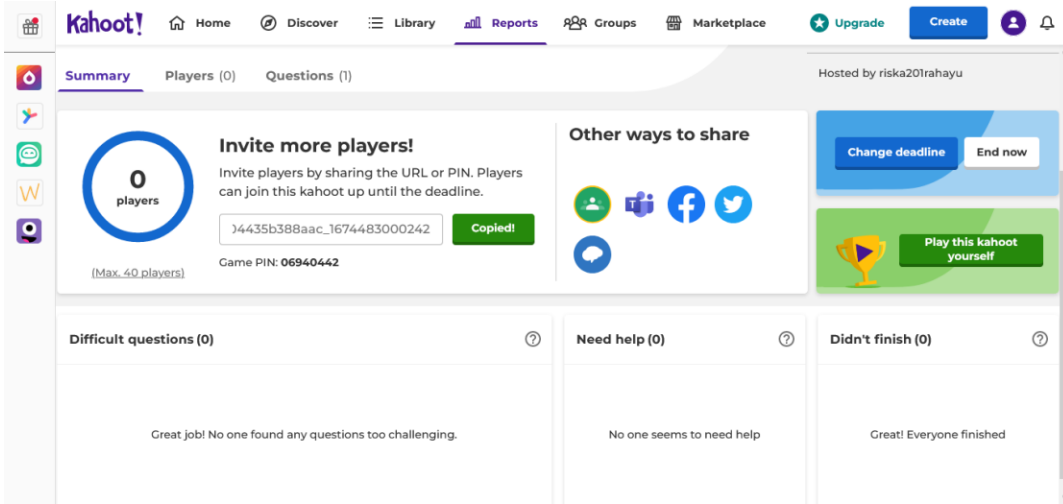 Kahoot!
Home
Discover
Library
Reports
Groups
Marketplace
Upgrade
Create
Summary
Players (0)
Questions (1)
Hosted by riska201rahayu
0
players
(Max. 40 players)
Invite more players!
Invite players by sharing the URL or PIN. Players
can join this kahoot up until the deadline.
04435b388aac_1674483000242
Copied!
Game PIN: 06940442
Other ways to share
Change deadline
End now
Play this kahoot
yourself
Difficult questions (0)
Great job! No one found any questions too challenging.
Need help (0)
No one seems to need help
Didn't finish (0)
Great! Everyone finished